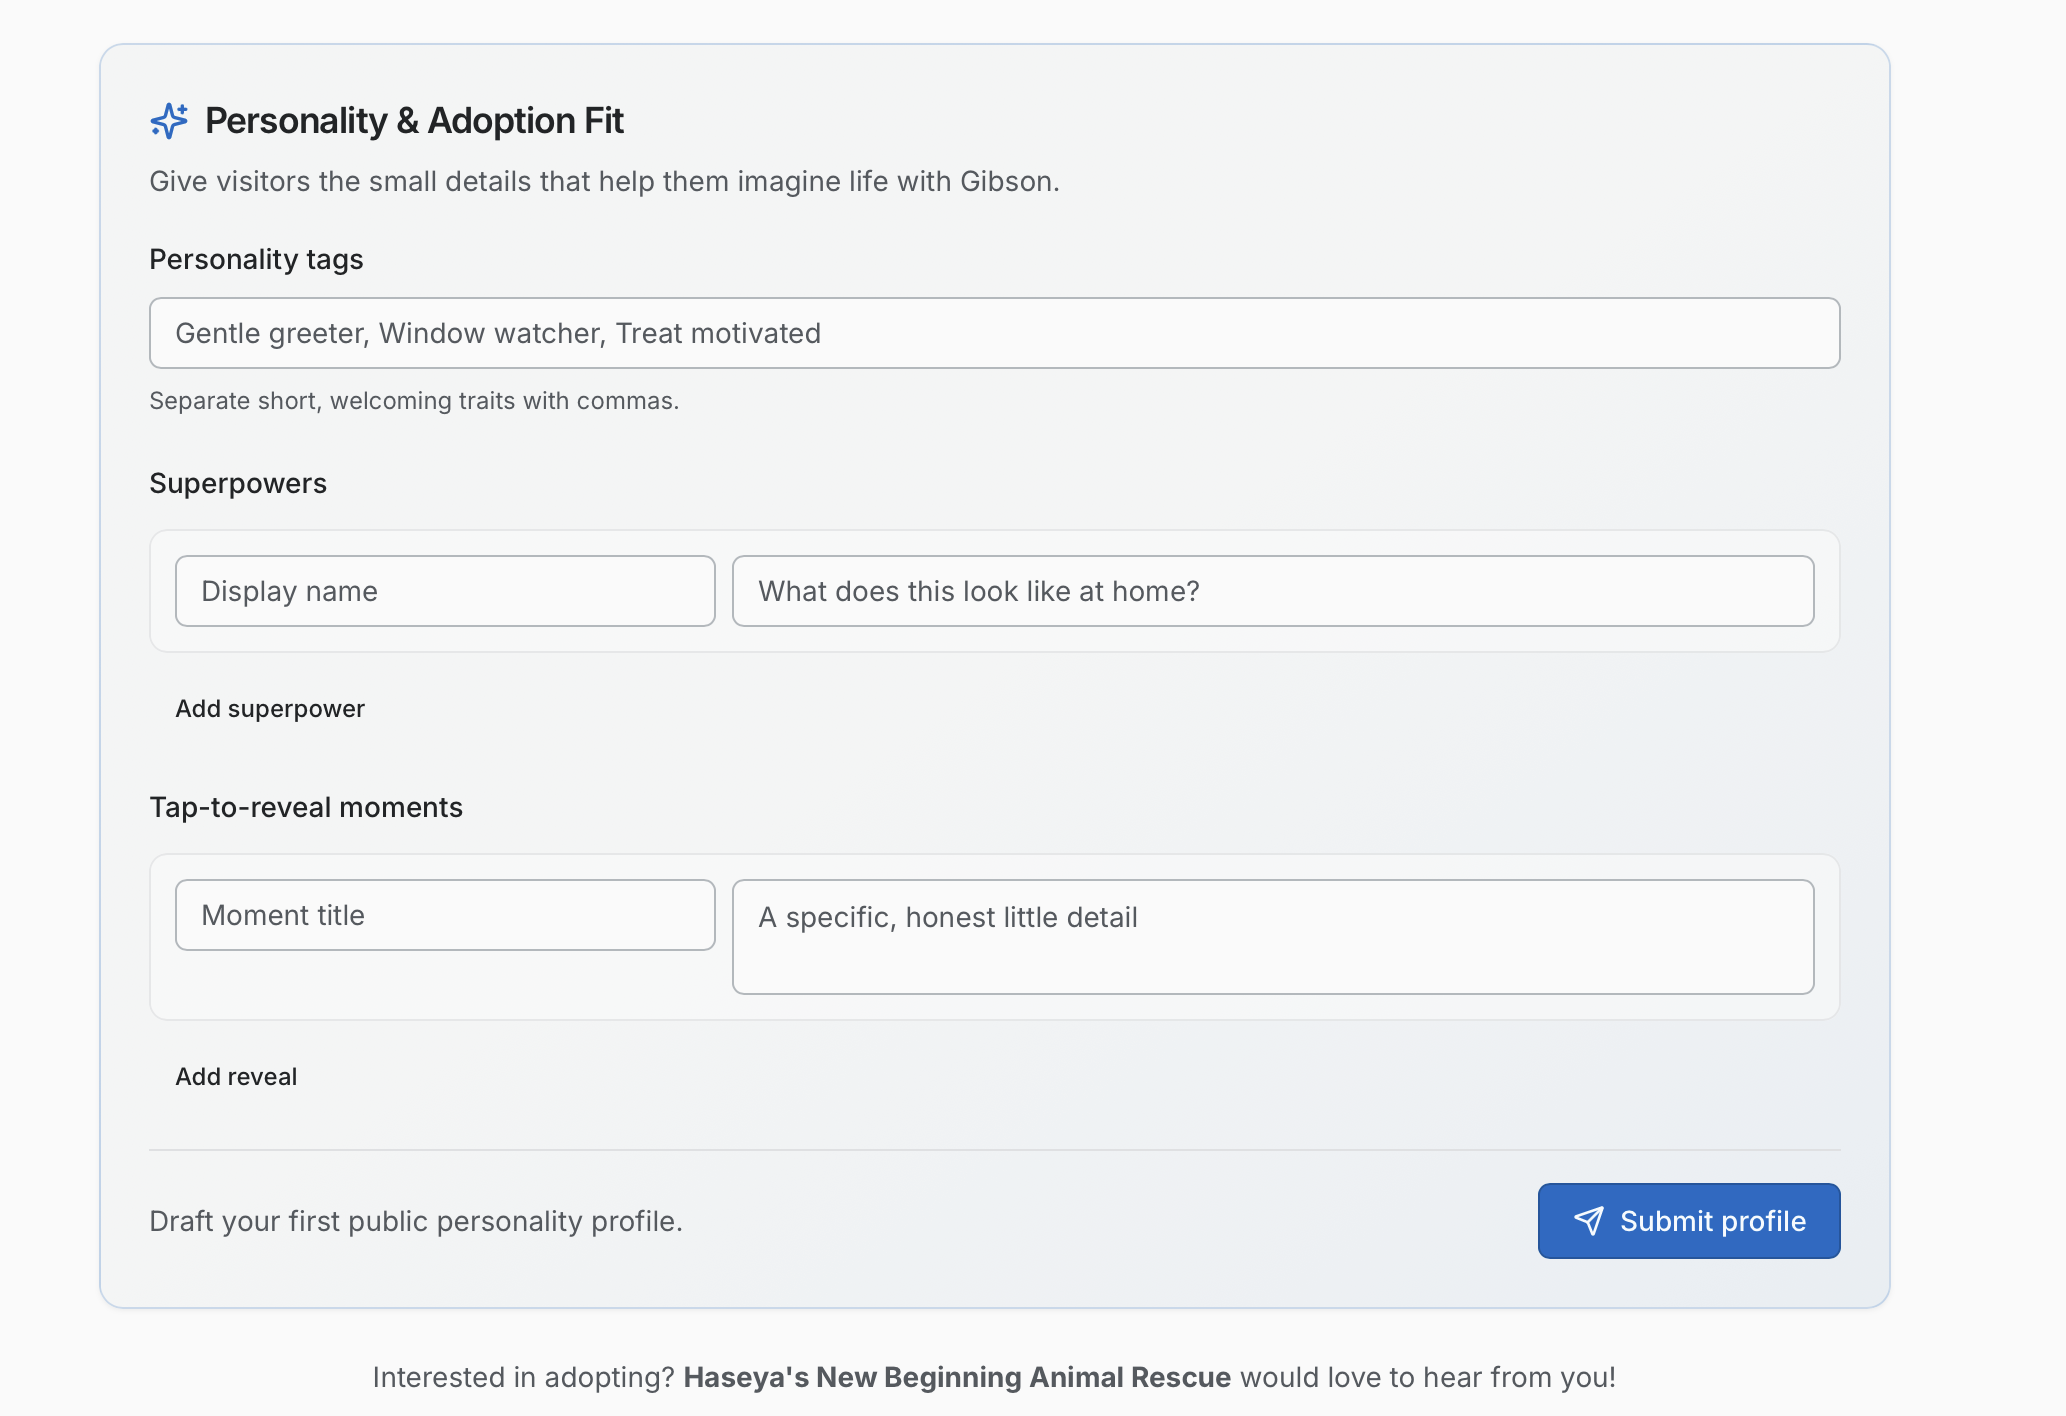 Personality & Adoption Fit
Give visitors the small details that help them imagine life with Gibson.
Personality tags
Gentle greeter, Window watcher, Treat motivated
Separate short, welcoming traits with commas.
Superpowers
Display name
What does this look like at home?
Add superpower
Tap-to-reveal moments
Moment title
A specific, honest little detail
Add reveal
Draft your first public personality profile.
Submit profile
Interested in adopting? Haseya's New Beginning Animal Rescue would love to hear from you!